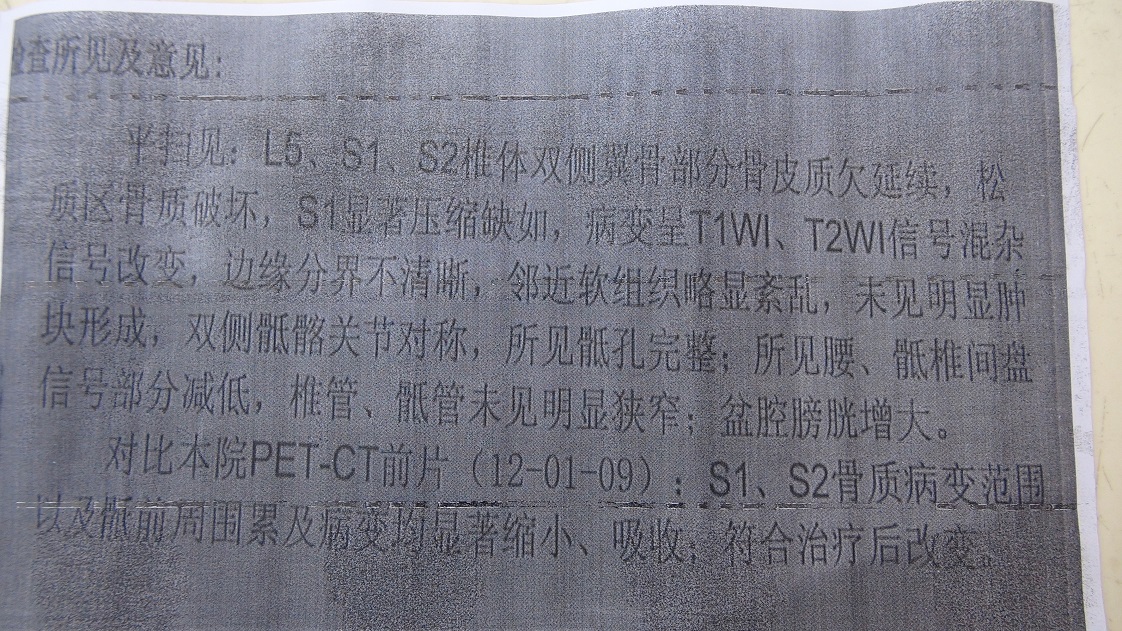 检查所见及意见：
平扫见：L5、S1、S2椎体双侧翼骨部分骨皮质欠延续，松
质区骨质破坏，S1显著压缩缺如，病变呈T1WI、T2WI信号混杂
信号改变，边缘分界不清晰，邻近软组织略显紊乱，未见明显肿
块形成，双侧骶髂关节对称，所见骶孔完整；所见腰、骶椎间盘
信号部分减低，椎管、骶管未见明显狭窄；盆腔膀胱增大。
对比本院PET-CT前片（12-01-09）：S1、S2骨质病变范围
以及骶前周围累及病变均显著缩小、吸收；符合治疗后改变。